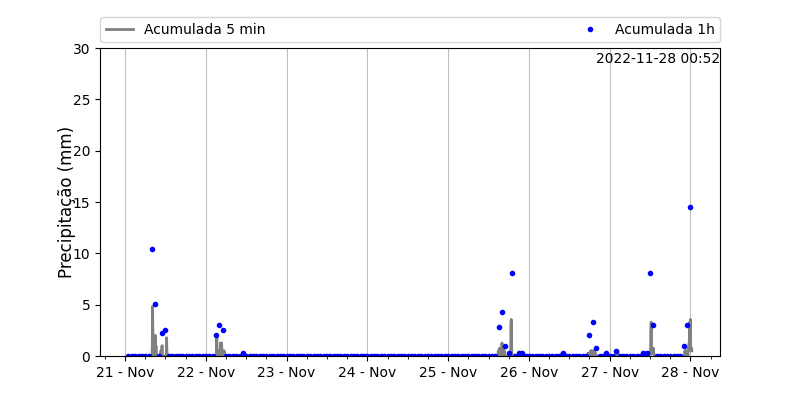 Acumulada 5 min
Acumulada 1h
2022-11-28 00:52
Precipitação (mm)
30
25
20
15
10
5
0
21 - Nov
22 - Nov
23 - Nov
24 - Nov
25 - Nov
26 - Nov
27 - Nov
28 - Nov